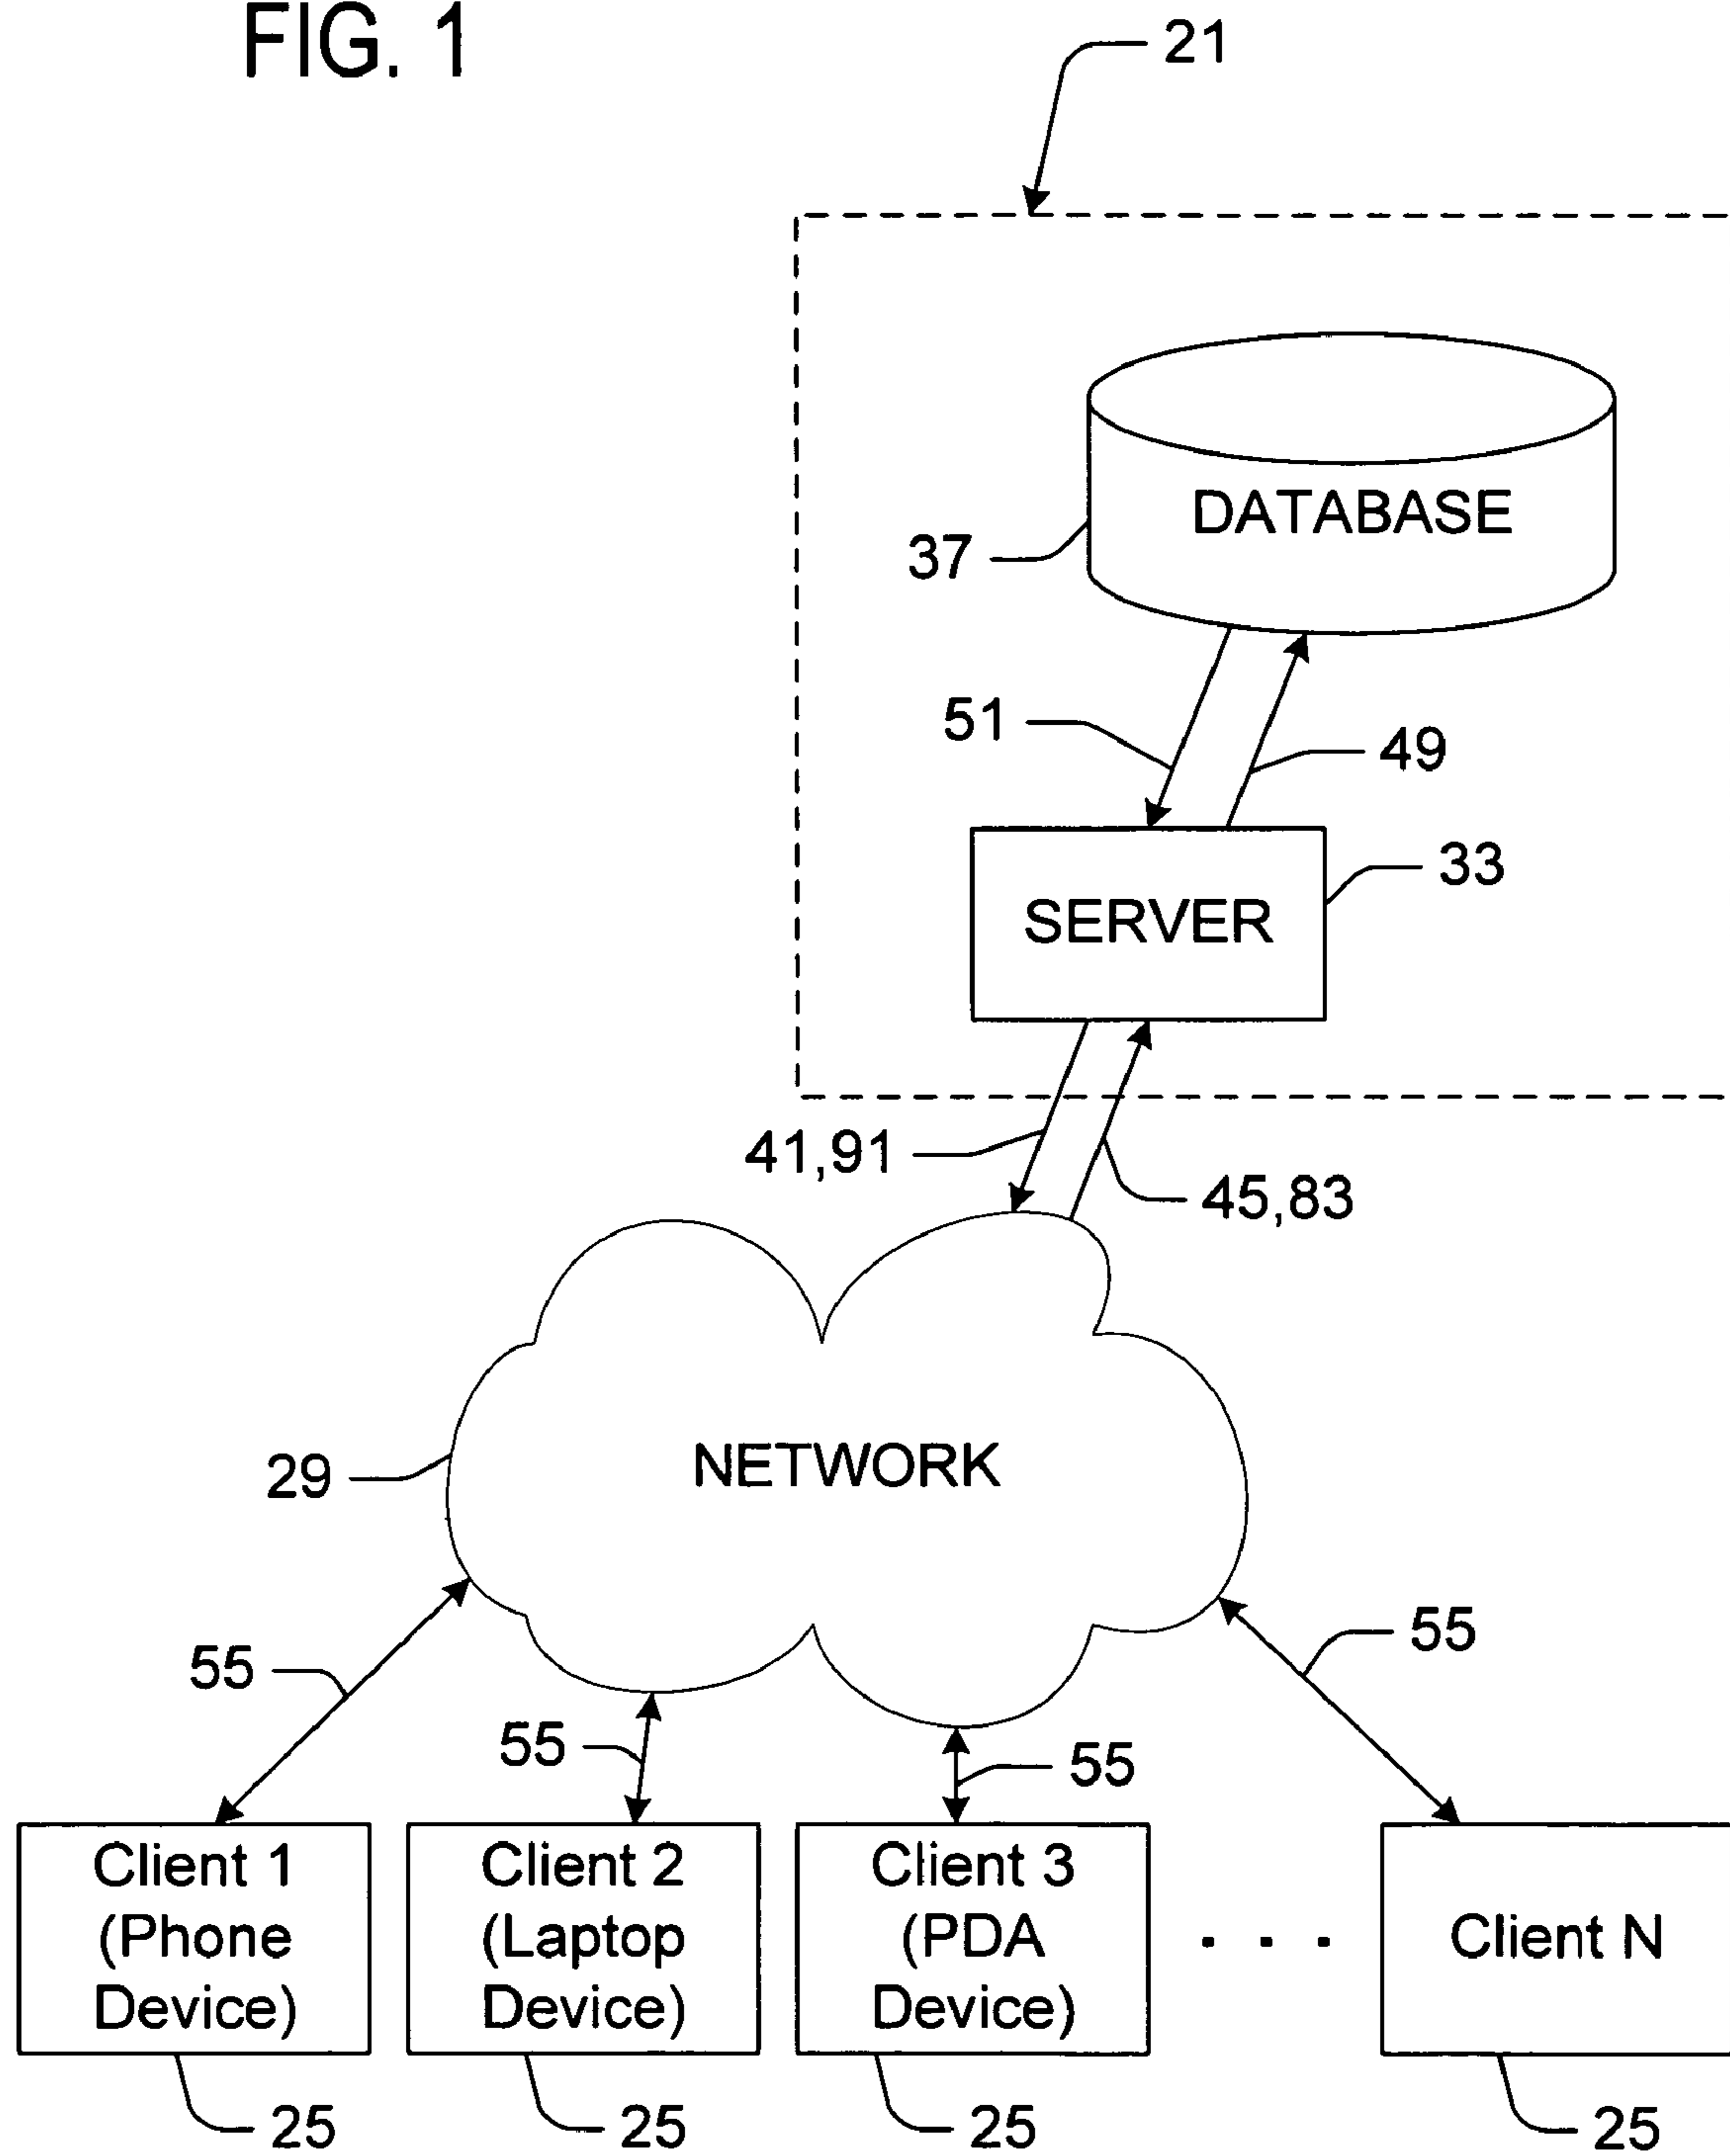 FIG. 1
21
DATABASE
37
51
49
33
SERVER
41,91
45,83
NETWORK
29
55
55
55
55
Client 1
(Phone
Device)
Client 2
(Laptop
Device)
Client 3
(PDA
Device)
. . .
Client N
25
25
25
25